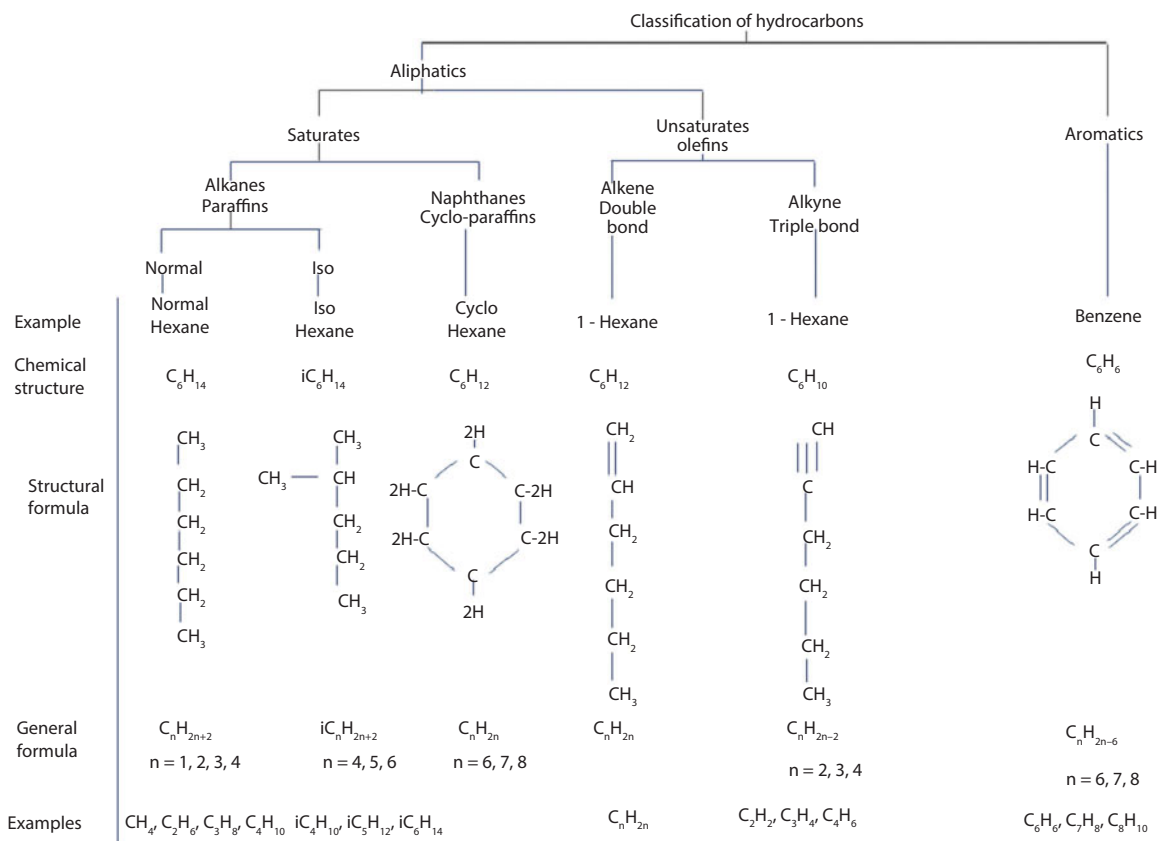 Classification of hydrocarbons
Aliphatics
Saturates
Unsaturates
olefins
Aromatics
Alkanes
Paraffins
Naphthanes
Cyclo-paraffins
Alkene
Double
bond
Alkyne
Triple bond
Normal
Iso
Example
Normal
Hexane
Iso
Hexane
Cyclo
Hexane
1 - Hexane
1 - Hexane
Benzene
Chemical
structure
C₆H₁₄
iC₆H₁₄
C₆H₁₂
C₆H₁₂
C₆H₁₀
C₆H₆
Structural
formula
CH₃
CH₂
CH₂
CH₂
CH₂
CH₃
CH₃
CH₃
CH
CH₂
CH₂
CH₃
2H
C
2H-C
C-2H
2H-C
C-2H
C
2H
CH₂
CH
CH₂
CH₂
CH₂
CH₃
CH
C
CH₂
CH₂
CH₂
CH₃
H
C
H-C
C-H
H-C
C-H
C
H
General
formula
CₙH₂ₙ₊₂
n = 1, 2, 3, 4
iCₙH₂ₙ₊₂
n = 4, 5, 6
CₙH₂ₙ
n = 6, 7, 8
CₙH₂ₙ
CₙH₂ₙ₋₂
n = 2, 3, 4
CₙH₂ₙ₋₆
n = 6, 7, 8
Examples
CH₄, C₂H₆, C₃H₈, C₄H₁₀
iC₄H₁₀, iC₅H₁₂, iC₆H₁₄
CₙH₂ₙ
C₂H₂, C₃H₄, C₄H₆
C₆H₆, C₇H₈, C₈H₁₀